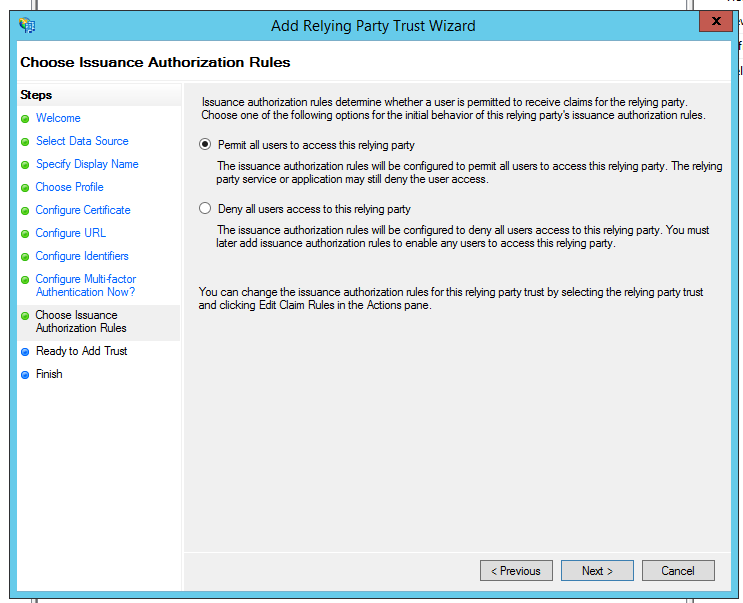 Add Relying Party Trust Wizard
x
Choose Issuance Authorization Rules
Steps
Welcome
Select Data Source
Specify Display Name
Choose Profile
Configure Certificate
Configure URL
Configure Identifiers
Configure Multi-factor
Authentication Now?
Choose Issuance
Authorization Rules
Ready to Add Trust
Finish
Issuance authorization rules determine whether a user is permitted to receive claims for the relying party.
Choose one of the following options for the initial behavior of this relying party's issuance authorization rules.
Permit all users to access this relying party
The issuance authorization rules will be configured to permit all users to access this relying party. The relying
party service or application may still deny the user access.
Deny all users access to this relying party
The issuance authorization rules will be configured to deny all users access to this relying party. You must
later add issuance authorization rules to enable any users to access this relying party.
You can change the issuance authorization rules for this relying party trust by selecting the relying party trust
and clicking Edit Claim Rules in the Actions pane.
< Previous
Next >
Cancel